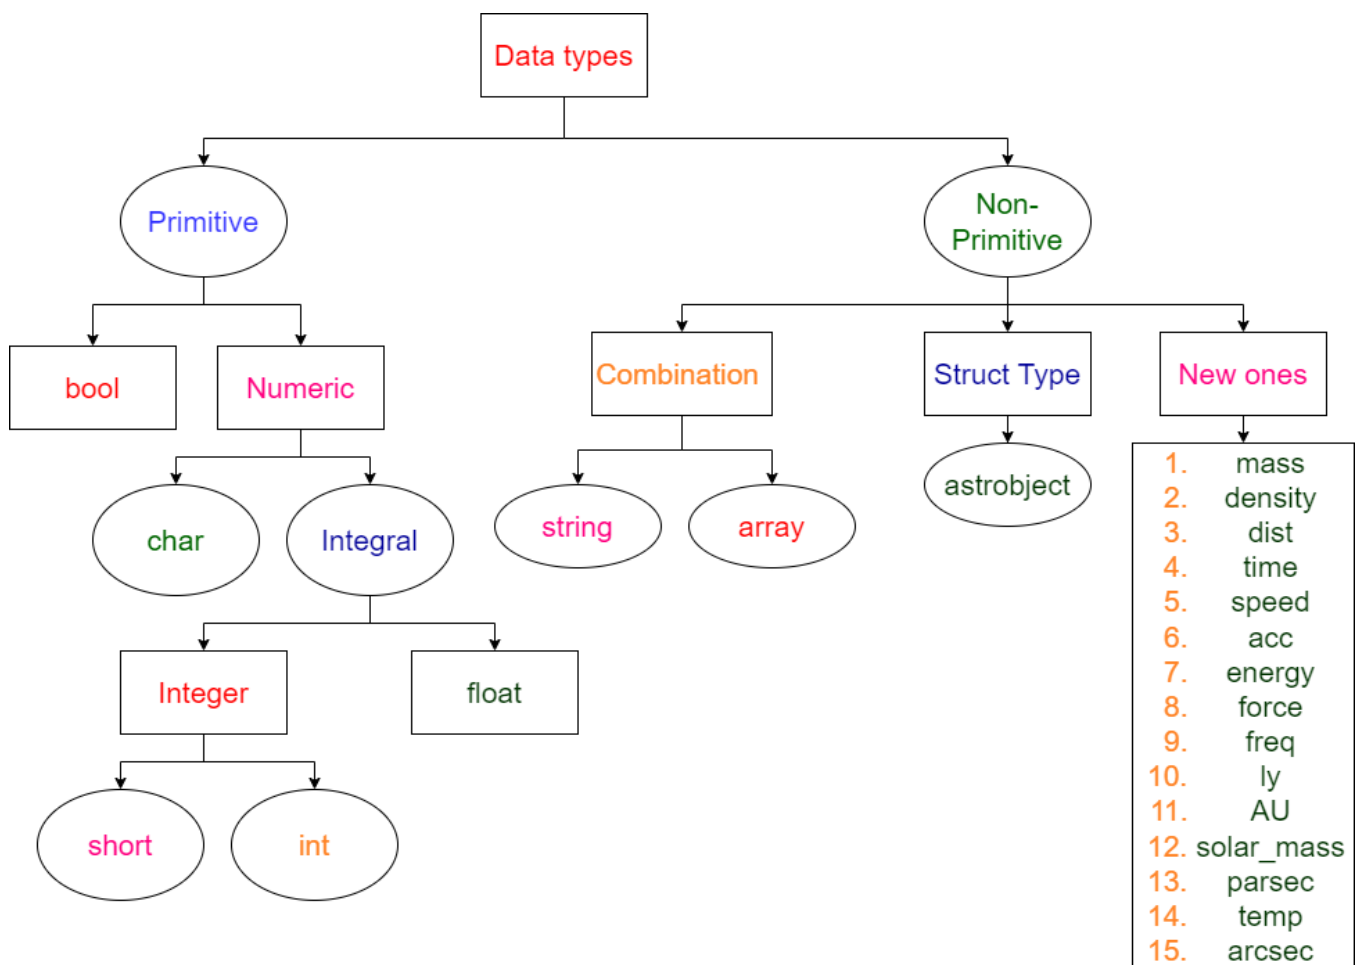 Data types
Primitive
Non-
Primitive
bool
Numeric
Combination
Struct Type
New ones
char
Integral
string
array
astrobject
1. mass
2. density
3. dist
4. time
5. speed
6. acc
7. energy
8. force
9. freq
10. ly
11. AU
12. solar_mass
13. parsec
14. temp
15. arcsec
Integer
float
short
int